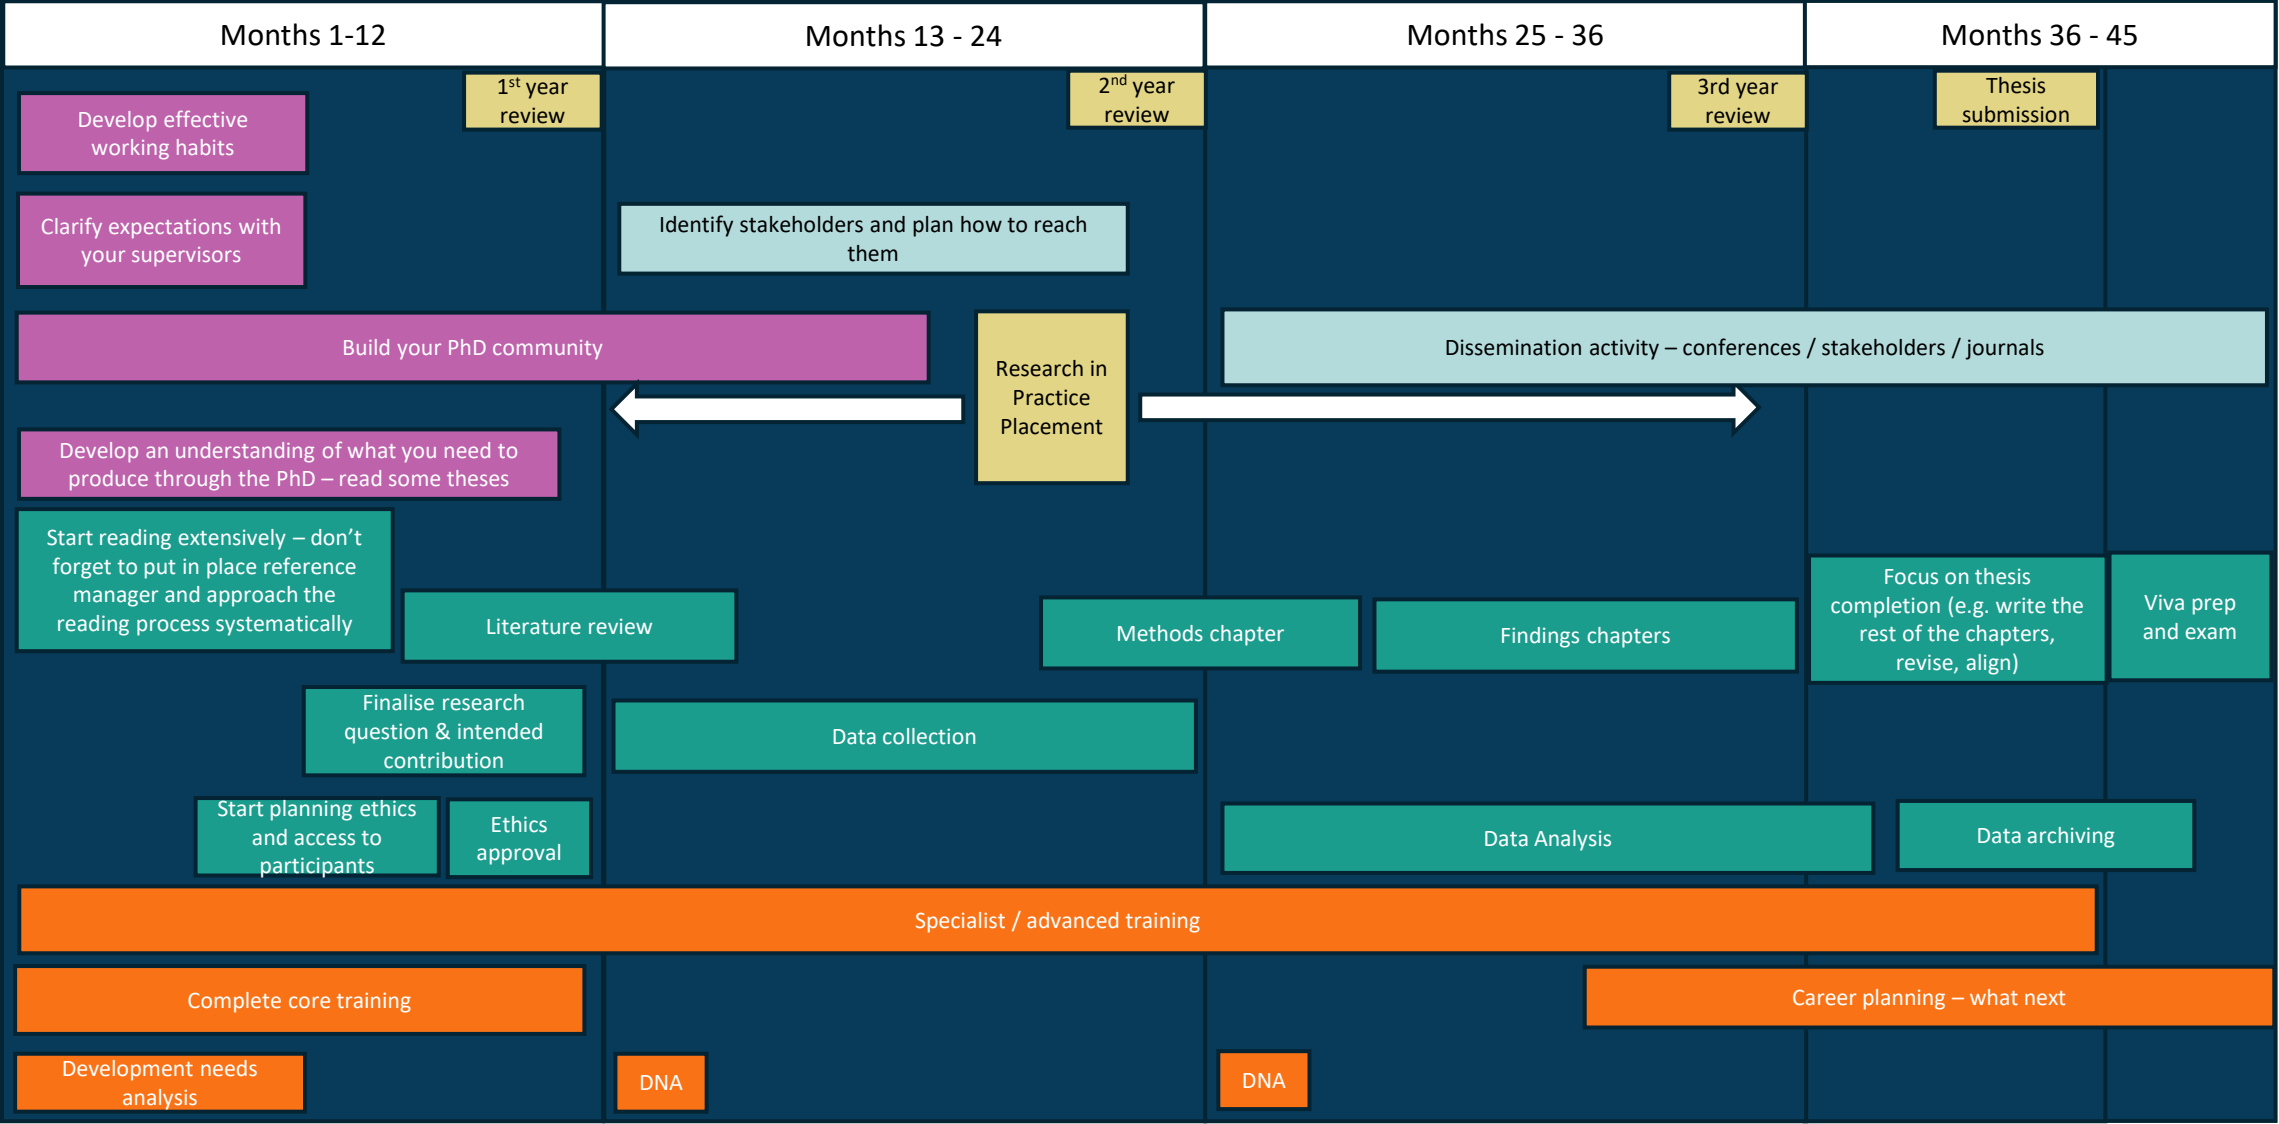 Months 1-12
Months 13 - 24
Months 25 - 36
Months 36 - 45
1st year
review
2nd year
review
3rd year
review
Thesis
submission
Develop effective
working habits
Clarify expectations with
your supervisors
Identify stakeholders and plan how to reach
them
Build your PhD community
Research in
Practice
Placement
Dissemination activity – conferences / stakeholders / journals
Develop an understanding of what you need to
produce through the PhD – read some theses
Start reading extensively – don’t
forget to put in place reference
manager and approach the
reading process systematically
Literature review
Methods chapter
Findings chapters
Focus on thesis
completion (e.g. write the
rest of the chapters,
revise, align)
Viva prep
and exam
Finalise research
question & intended
contribution
Data collection
Start planning ethics
and access to
participants
Ethics
approval
Data Analysis
Data archiving
Specialist / advanced training
Complete core training
Career planning – what next
Development needs
analysis
DNA
DNA